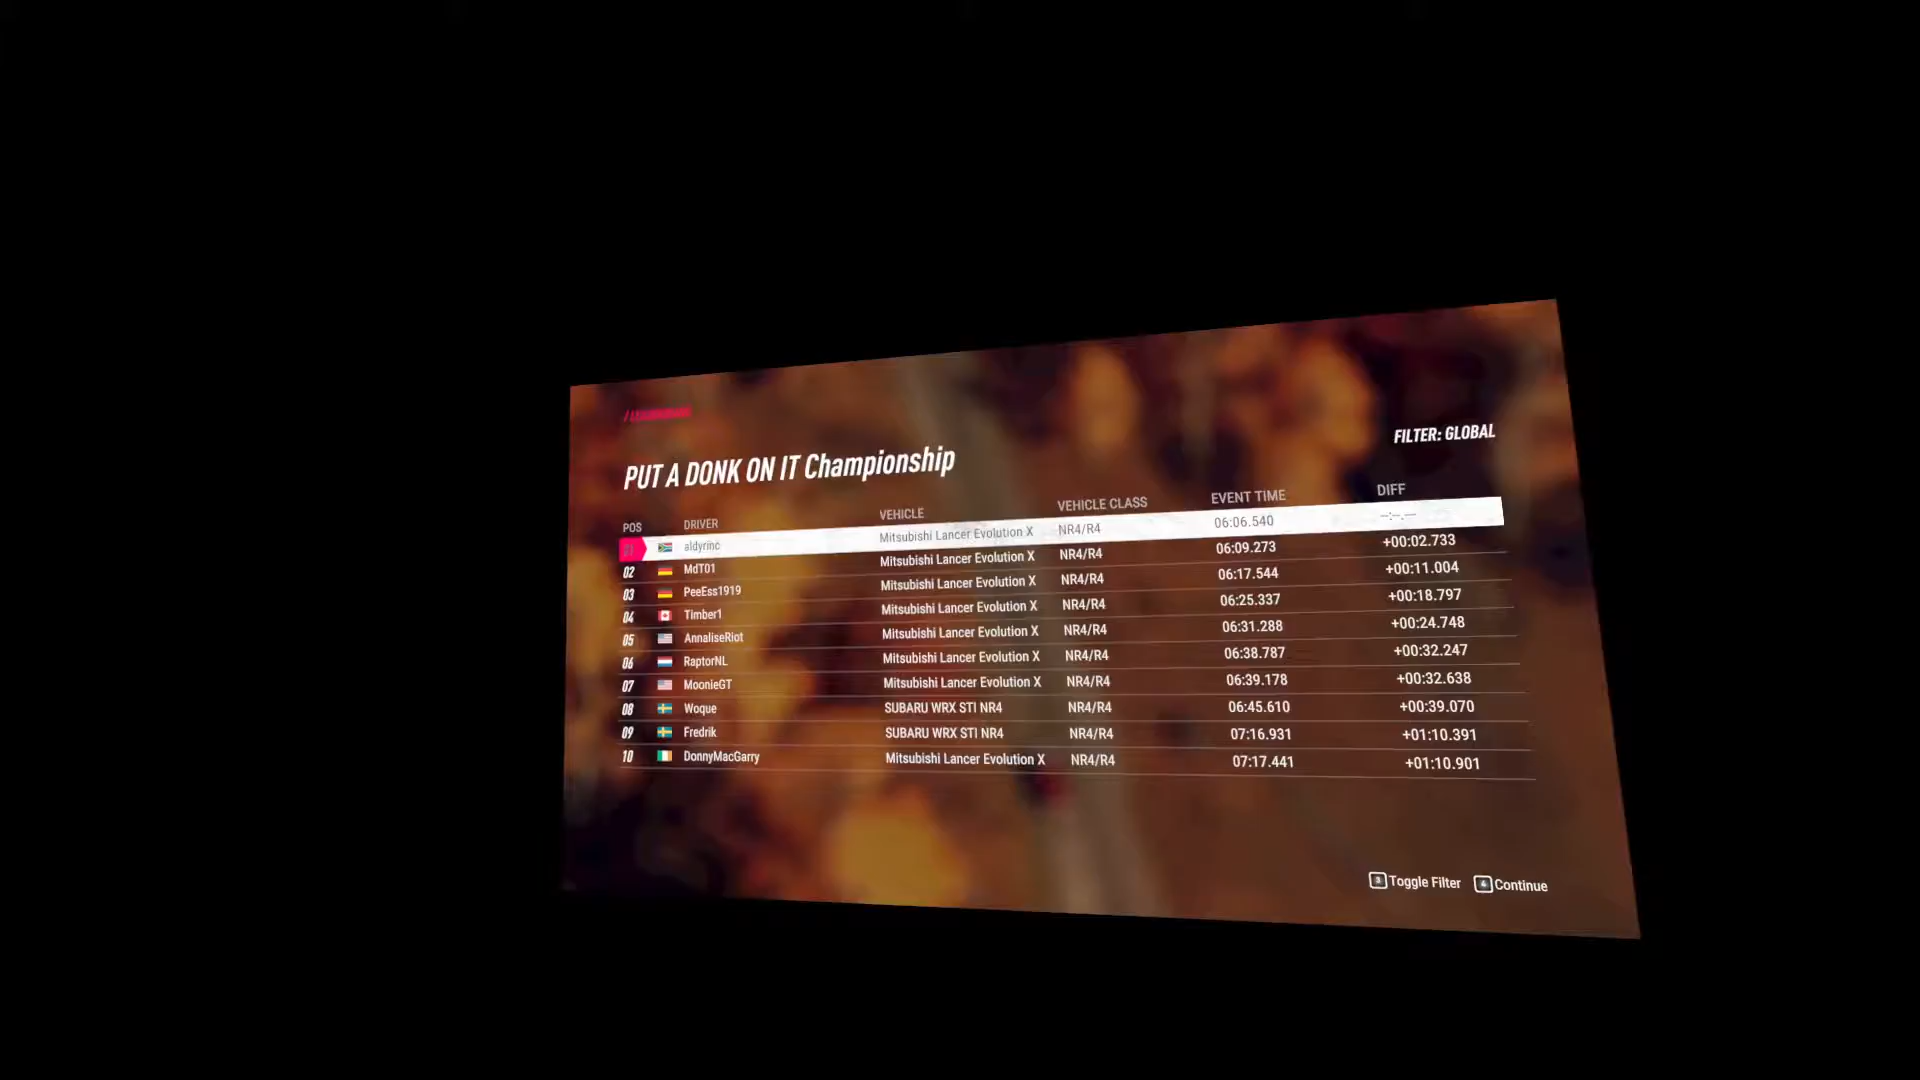 / LEADERBOARD
PUT A DONK ON IT Championship
FILTER: GLOBAL
POS DRIVER VEHICLE VEHICLE CLASS EVENT TIME DIFF
01 aldyrinc Mitsubishi Lancer Evolution X NR4/R4 06:06.540 --:--.---
02 MdT01 Mitsubishi Lancer Evolution X NR4/R4 06:09.273 +00:02.733
03 PeeEss1919 Mitsubishi Lancer Evolution X NR4/R4 06:17.544 +00:11.004
04 Timber1 Mitsubishi Lancer Evolution X NR4/R4 06:25.337 +00:18.797
05 AnnaliseRiot Mitsubishi Lancer Evolution X NR4/R4 06:31.288 +00:24.748
06 RaptorNL Mitsubishi Lancer Evolution X NR4/R4 06:38.787 +00:32.247
07 MoonieGT Mitsubishi Lancer Evolution X NR4/R4 06:39.178 +00:32.638
08 Woque SUBARU WRX STI NR4 NR4/R4 06:45.610 +00:39.070
09 Fredrik SUBARU WRX STI NR4 NR4/R4 07:16.931 +01:10.391
10 DonnyMacGarry Mitsubishi Lancer Evolution X NR4/R4 07:17.441 +01:10.901
Toggle Filter Continue